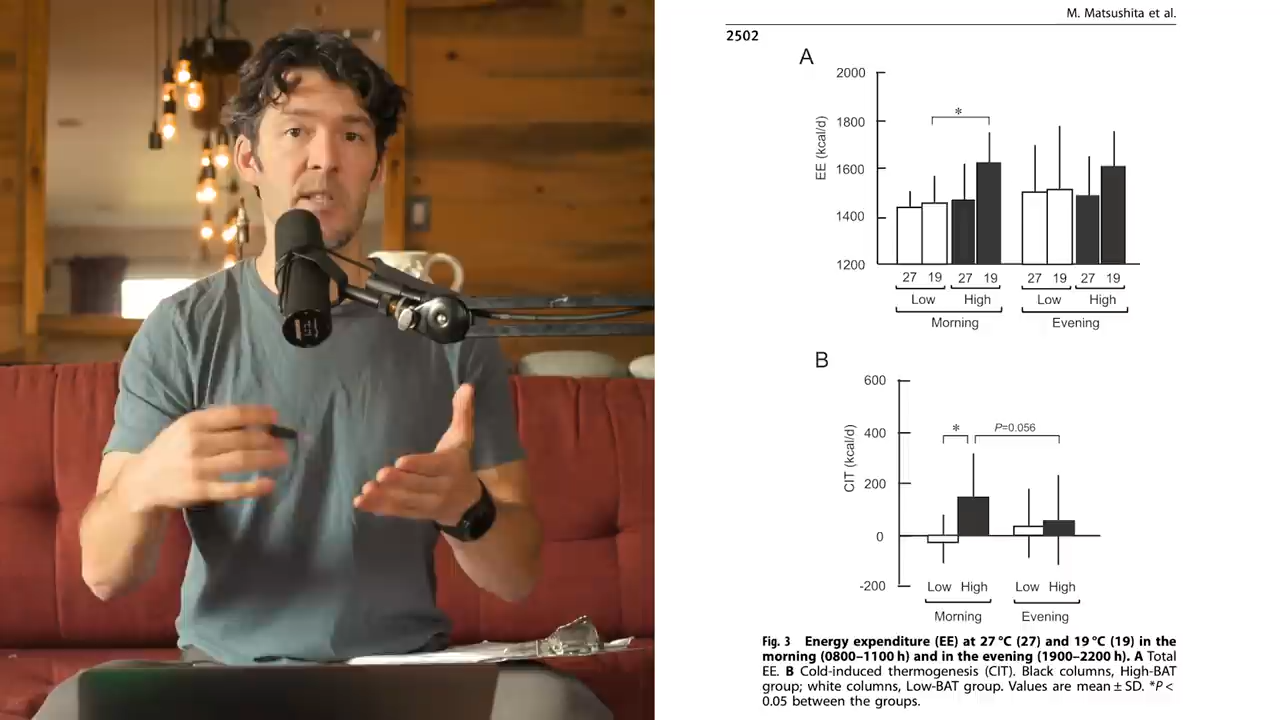 M. Matsushita et al.
2502
A
2000
1800
1600
1400
1200
EE (kcal/d)
*
27 19 27 19 27 19 27 19
Low High Low High
Morning Evening
B
600
400
200
0
-200
CIT (kcal/d)
* P=0.056
Low High Low High
Morning Evening
Fig. 3 Energy expenditure (EE) at 27 °C (27) and 19 °C (19) in the
morning (0800–1100 h) and in the evening (1900–2200 h). A Total
EE. B Cold-induced thermogenesis (CIT). Black columns, High-BAT
group; white columns, Low-BAT group. Values are mean ± SD. *P <
0.05 between the groups.